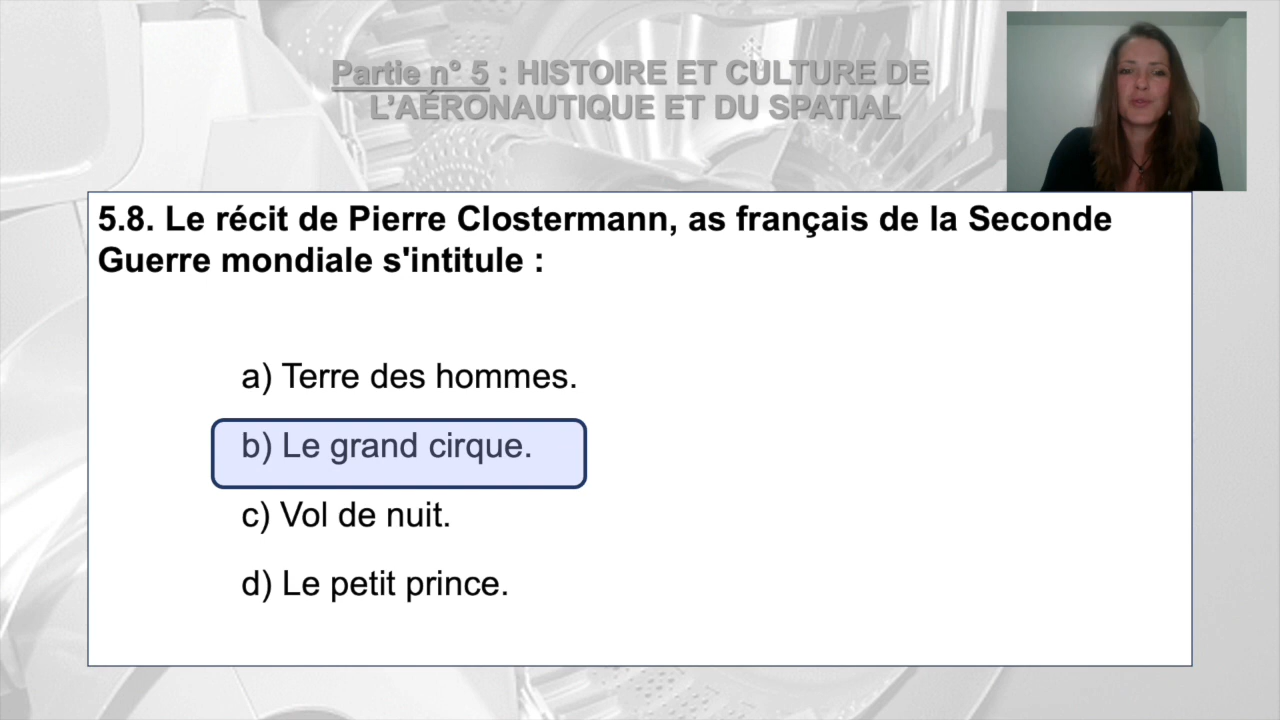 Partie n° 5 : HISTOIRE ET CULTURE DE
L'AÉRONAUTIQUE ET DU SPATIAL
5.8. Le récit de Pierre Clostermann, as français de la Seconde
Guerre mondiale s'intitule :
a) Terre des hommes.
b) Le grand cirque.
c) Vol de nuit.
d) Le petit prince.